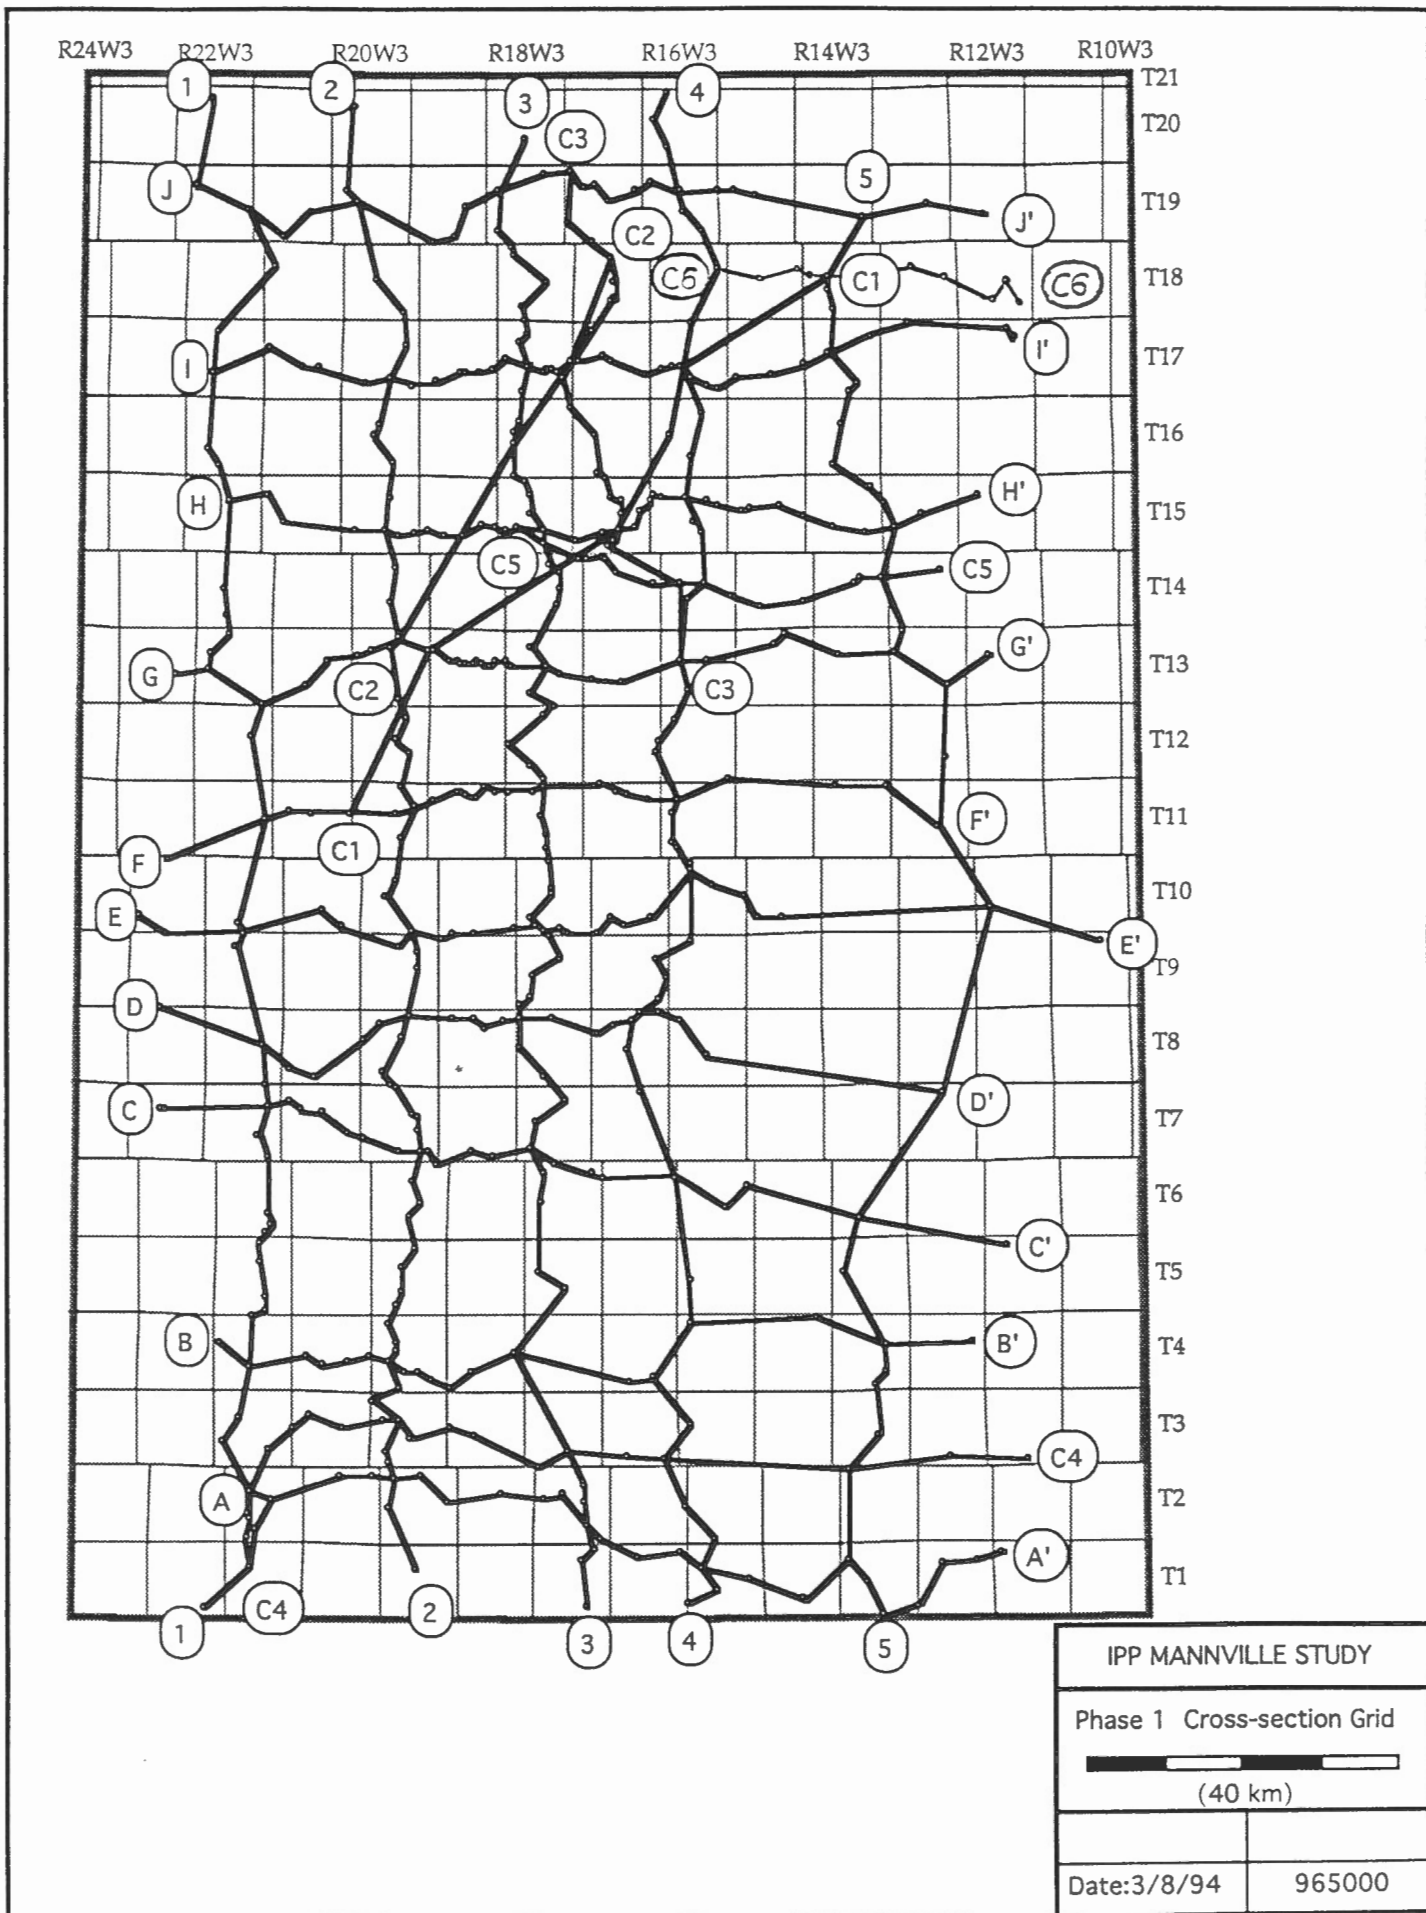 R24W3 R22W3 R20W3 R18W3 R16W3 R14W3 R12W3 R10W3
T21
1 2 3 4
T20
C3
J 5
T19
J'
C2
C6 C1 C6
T18
I I'
T17
T16
H H'
T15
C5 C5
T14
G G'
T13
C2 C3
T12
F'
T11
F C1
T10
E E'
T9
D
T8
C D'
T7
T6
C'
T5
B B'
T4
T3
C4
A
T2
A'
T1
1 C4 2 3 4 5
IPP MANNVILLE STUDY
Phase 1 Cross-section Grid
(40 km)
Date:3/8/94 965000